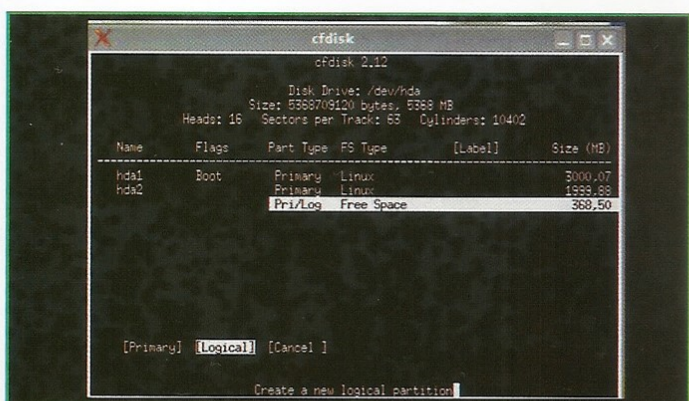 cfdisk
cfdisk 2.12
Disk Drive: /dev/hda
Size: 5368709120 bytes, 5368 MB
Heads: 16 Sectors per Track: 63 Cylinders: 10402
Name Flags Part Type FS Type [Label] Size (MB)
hda1 Boot Primary Linux 3000.07
hda2 Primary Linux 1999.88
Pri/Log Free Space 368,50
[Primary] [Logical] [Cancel ]
Create a new logical partition